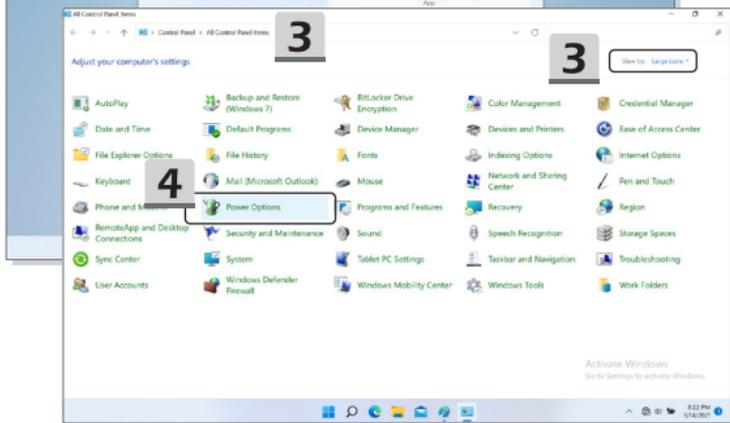 App
All Control Panel Items
Control Panel > All Control Panel Items
3
3
Adjust your computer's settings
View by: Large icons
AutoPlay
Backup and Restore
(Windows 7)
BitLocker Drive
Encryption
Color Management
Credential Manager
Date and Time
Default Programs
Device Manager
Devices and Printers
Ease of Access Center
File Explorer Options
File History
Fonts
Indexing Options
Internet Options
Keyboard
4
Mail (Microsoft Outlook)
Mouse
Network and Sharing
Center
Pen and Touch
Phone and
Power Options
Programs and Features
Recovery
Region
RemoteApp and Desktop
Connections
Security and Maintenance
Sound
Speech Recognition
Storage Spaces
Sync Center
System
Tablet PC Settings
Taskbar and Navigation
Troubleshooting
User Accounts
Windows Defender
Firewall
Windows Mobility Center
Windows Tools
Work Folders
Activate Windows
Go to Settings to activate Windows.
8:22 PM
5/14/2021